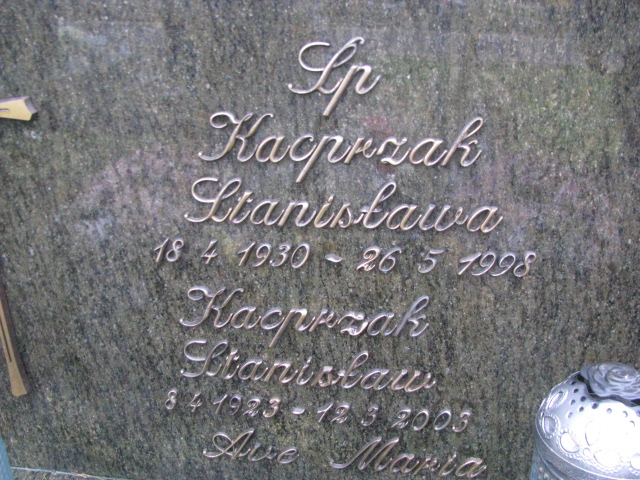 Śp
Kacprzak
Stanisława
18 4 1930 - 26 5 1998
Kacprzak
Stanisław
8 4 1923 - 12 3 2003
Ave Maria